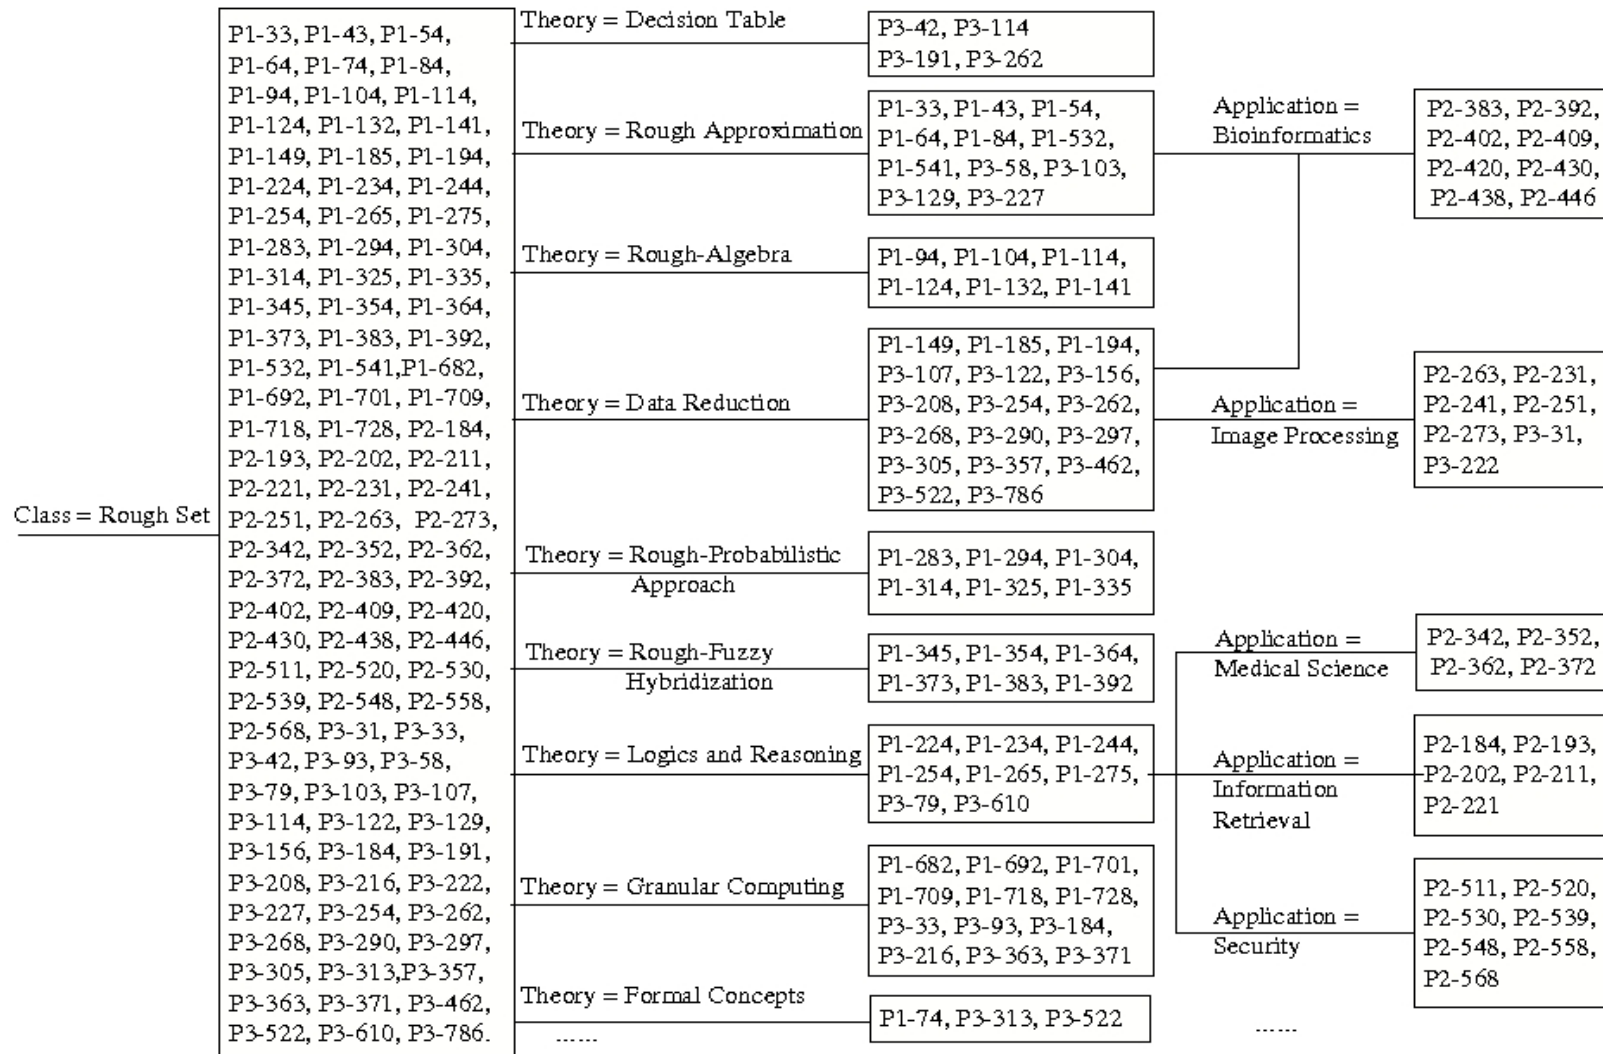 Class = Rough Set
P1-33, P1-43, P1-54,
P1-64, P1-74, P1-84,
P1-94, P1-104, P1-114,
P1-124, P1-132, P1-141,
P1-149, P1-185, P1-194,
P1-224, P1-234, P1-244,
P1-254, P1-265, P1-275,
P1-283, P1-294, P1-304,
P1-314, P1-325, P1-335,
P1-345, P1-354, P1-364,
P1-373, P1-383, P1-392,
P1-532, P1-541,P1-682,
P1-692, P1-701, P1-709,
P1-718, P1-728, P2-184,
P2-193, P2-202, P2-211,
P2-221, P2-231, P2-241,
P2-251, P2-263, P2-273,
P2-342, P2-352, P2-362,
P2-372, P2-383, P2-392,
P2-402, P2-409, P2-420,
P2-430, P2-438, P2-446,
P2-511, P2-520, P2-530,
P2-539, P2-548, P2-558,
P2-568, P3-31, P3-33,
P3-42, P3-93, P3-58,
P3-79, P3-103, P3-107,
P3-114, P3-122, P3-129,
P3-156, P3-184, P3-191,
P3-208, P3-216, P3-222,
P3-227, P3-254, P3-262,
P3-268, P3-290, P3-297,
P3-305, P3-313,P3-357,
P3-363, P3-371, P3-462,
P3-522, P3-610, P3-786.
Theory = Decision Table
P3-42, P3-114
P3-191, P3-262
Theory = Rough Approximation
P1-33, P1-43, P1-54,
P1-64, P1-84, P1-532,
P1-541, P3-58, P3-103,
P3-129, P3-227
Application =
Bioinformatics
P2-383, P2-392,
P2-402, P2-409,
P2-420, P2-430,
P2-438, P2-446
Theory = Rough-Algebra
P1-94, P1-104, P1-114,
P1-124, P1-132, P1-141
Theory = Data Reduction
P1-149, P1-185, P1-194,
P3-107, P3-122, P3-156,
P3-208, P3-254, P3-262,
P3-268, P3-290, P3-297,
P3-305, P3-357, P3-462,
P3-522, P3-786
Application =
Image Processing
P2-263, P2-231,
P2-241, P2-251,
P2-273, P3-31,
P3-222
Theory = Rough-Probabilistic
Approach
P1-283, P1-294, P1-304,
P1-314, P1-325, P1-335
Theory = Rough-Fuzzy
Hybridization
P1-345, P1-354, P1-364,
P1-373, P1-383, P1-392
Application =
Medical Science
P2-342, P2-352,
P2-362, P2-372
Theory = Logics and Reasoning
P1-224, P1-234, P1-244,
P1-254, P1-265, P1-275,
P3-79, P3-610
Application =
Information
Retrieval
P2-184, P2-193,
P2-202, P2-211,
P2-221
Theory = Granular Computing
P1-682, P1-692, P1-701,
P1-709, P1-718, P1-728,
P3-33, P3-93, P3-184,
P3-216, P3-363, P3-371
Application =
Security
P2-511, P2-520,
P2-530, P2-539,
P2-548, P2-558,
P2-568
Theory = Formal Concepts
P1-74, P3-313, P3-522
......
......